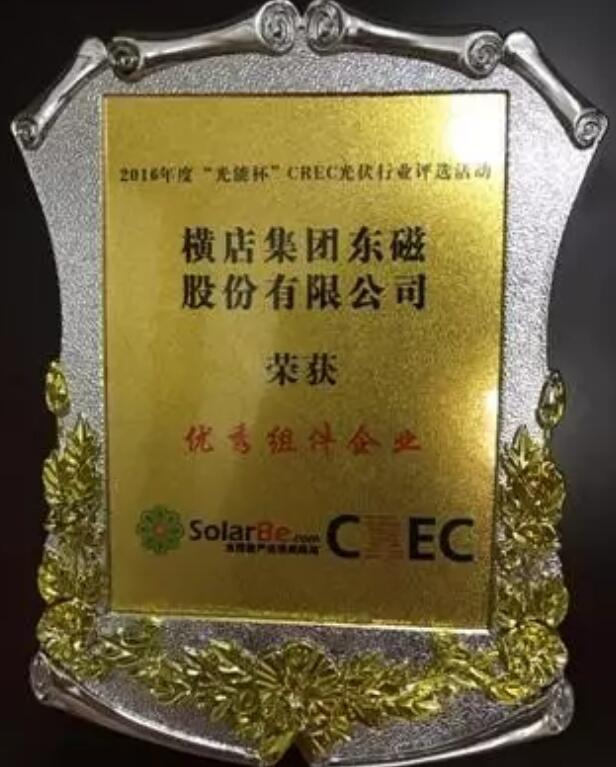 2016年度“光能杯”CREC光伏行业评选活动
横店集团东磁
股份有限公司
荣获
优秀组件企业
SolarBe.com
CREC